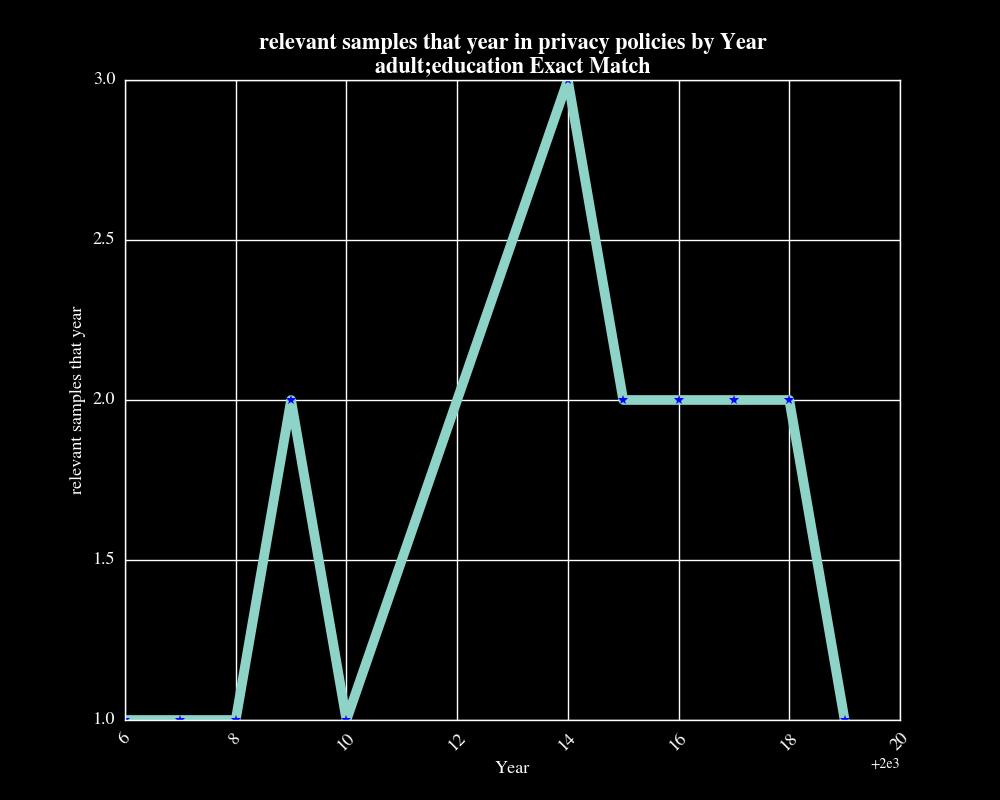 relevant samples that year in privacy policies by Year
adult;education Exact Match
3.0
2.5
2.0
1.5
1.0
relevant samples that year
6
8
10
12
14
16
18
20
+2e3
Year